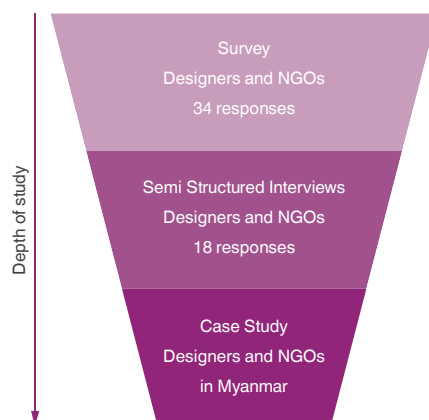 Survey
Designers and NGOs
34 responses
Semi Structured Interviews
Designers and NGOs
18 responses
Case Study
Designers and NGOs
in Myanmar
Depth of study